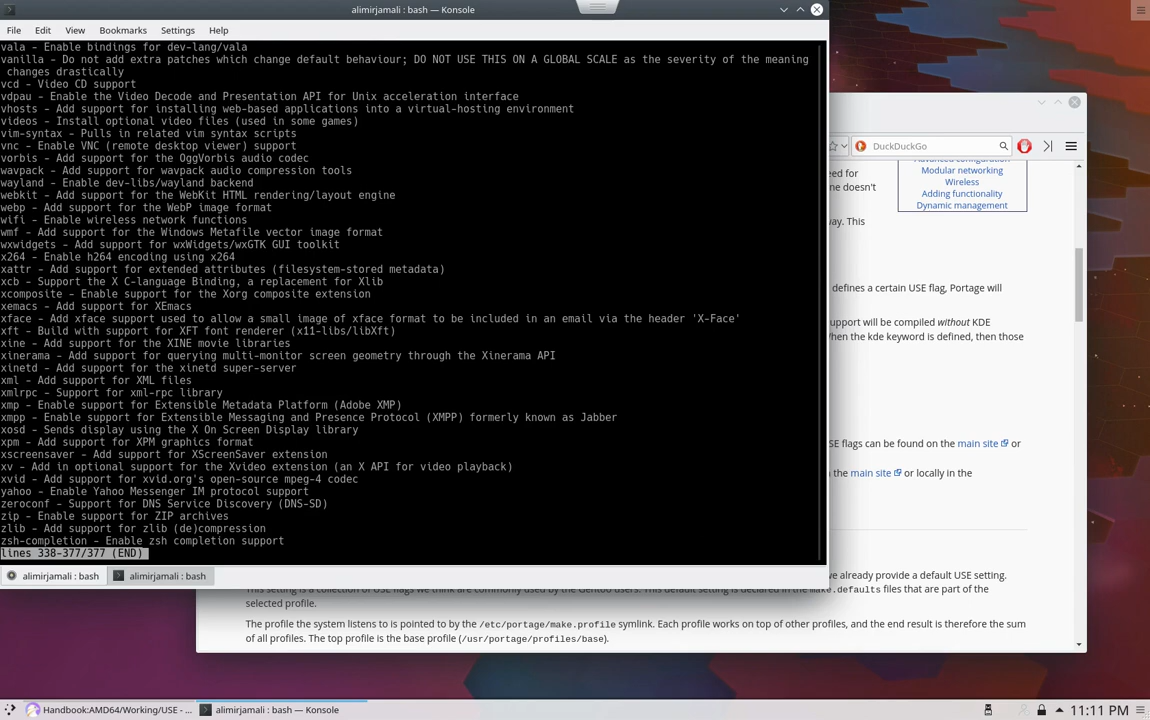 alimirjamali : bash — Konsole
File Edit View Bookmarks Settings Help
vala - Enable bindings for dev-lang/vala
vanilla - Do not add extra patches which change default behaviour; DO NOT USE THIS ON A GLOBAL SCALE as the severity of the meaning
changes drastically
vcd - Video CD support
vdpau - Enable the Video Decode and Presentation API for Unix acceleration interface
vhosts - Add support for installing web-based applications into a virtual-hosting environment
videos - Install optional video files (used in some games)
vim-syntax - Pulls in related vim syntax scripts
vnc - Enable VNC (remote desktop viewer) support
vorbis - Add support for the OggVorbis audio codec
wavpack - Add support for wavpack audio compression tools
wayland - Enable dev-libs/wayland backend
webkit - Add support for the WebKit HTML rendering/layout engine
webp - Add support for the WebP image format
wifi - Enable wireless network functions
wmf - Add support for the Windows Metafile vector image format
wxwidgets - Add support for wxWidgets/wxGTK GUI toolkit
x264 - Enable h264 encoding using x264
xattr - Add support for extended attributes (filesystem-stored metadata)
xcb - Support the X C-language Binding, a replacement for Xlib
xcomposite - Enable support for the Xorg composite extension
xemacs - Add support for XEmacs
xface - Add xface support used to allow a small image of xface format to be included in an email via the header 'X-Face'
xft - Build with support for XFT font renderer (x11-libs/libXft)
xine - Add support for the XINE movie libraries
xinerama - Add support for querying multi-monitor screen geometry through the Xinerama API
xinetd - Add support for the xinetd super-server
xml - Add support for XML files
xmlrpc - Support for xml-rpc library
xmp - Enable support for Extensible Metadata Platform (Adobe XMP)
xmpp - Enable support for Extensible Messaging and Presence Protocol (XMPP) formerly known as Jabber
xosd - Sends display using the X On Screen Display library
xpm - Add support for XPM graphics format
xscreensaver - Add support for XScreenSaver extension
xv - Add in optional support for the Xvideo extension (an X API for video playback)
xvid - Add support for xvid.org's open-source mpeg-4 codec
yahoo - Enable Yahoo Messenger IM protocol support
zeroconf - Support for DNS Service Discovery (DNS-SD)
zip - Enable support for ZIP archives
zlib - Add support for zlib (de)compression
zsh-completion - Enable zsh completion support
lines 338-377/377 (END)
alimirjamali : bash alimirjamali : bash
DuckDuckGo
Advanced configuration
Modular networking
Wireless
Adding functionality
Dynamic management
eed for
ne doesn't
way. This
defines a certain USE flag, Portage will
upport will be compiled without KDE
hen the kde keyword is defined, then those
SE flags can be found on the main site or
n the main site or locally in the
we already provide a default USE setting.
This setting is a collection of USE flags we think are commonly used by the Gentoo users. This default setting is declared in the make.defaults files that are part of the
selected profile.
The profile the system listens to is pointed to by the /etc/portage/make.profile symlink. Each profile works on top of other profiles, and the end result is therefore the sum
of all profiles. The top profile is the base profile (/usr/portage/profiles/base).
Handbook:AMD64/Working/USE - ... alimirjamali : bash — Konsole 11:11 PM